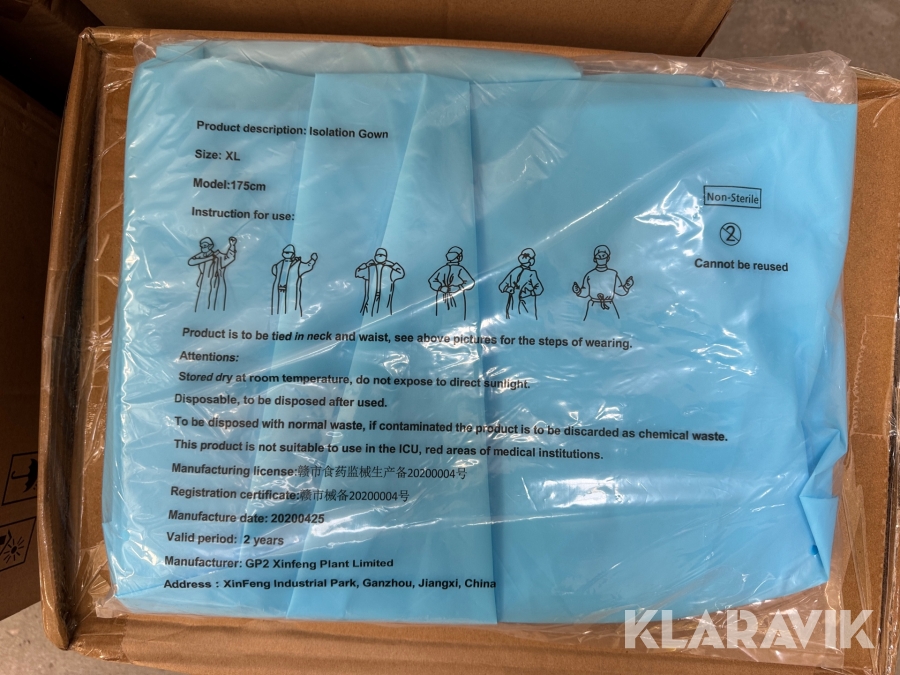 Product description: Isolation Gown
Size: XL
Model:175cm
Instruction for use:
Non-Sterile
2
Cannot be reused
Product is to be tied in neck and waist, see above pictures for the steps of wearing.
Attentions:
Stored dry at room temperature, do not expose to direct sunlight.
Disposable, to be disposed after used.
To be disposed with normal waste, if contaminated the product is to be discarded as chemical waste.
This product is not suitable to use in the ICU, red areas of medical institutions.
Manufacturing license:赣市食药监械生产备20200004号
Registration certificate:赣市械备20200004号
Manufacture date: 20200425
Valid period: 2 years
Manufacturer: GP2 Xinfeng Plant Limited
Address : XinFeng Industrial Park, Ganzhou, Jiangxi, China
KLARAVIK